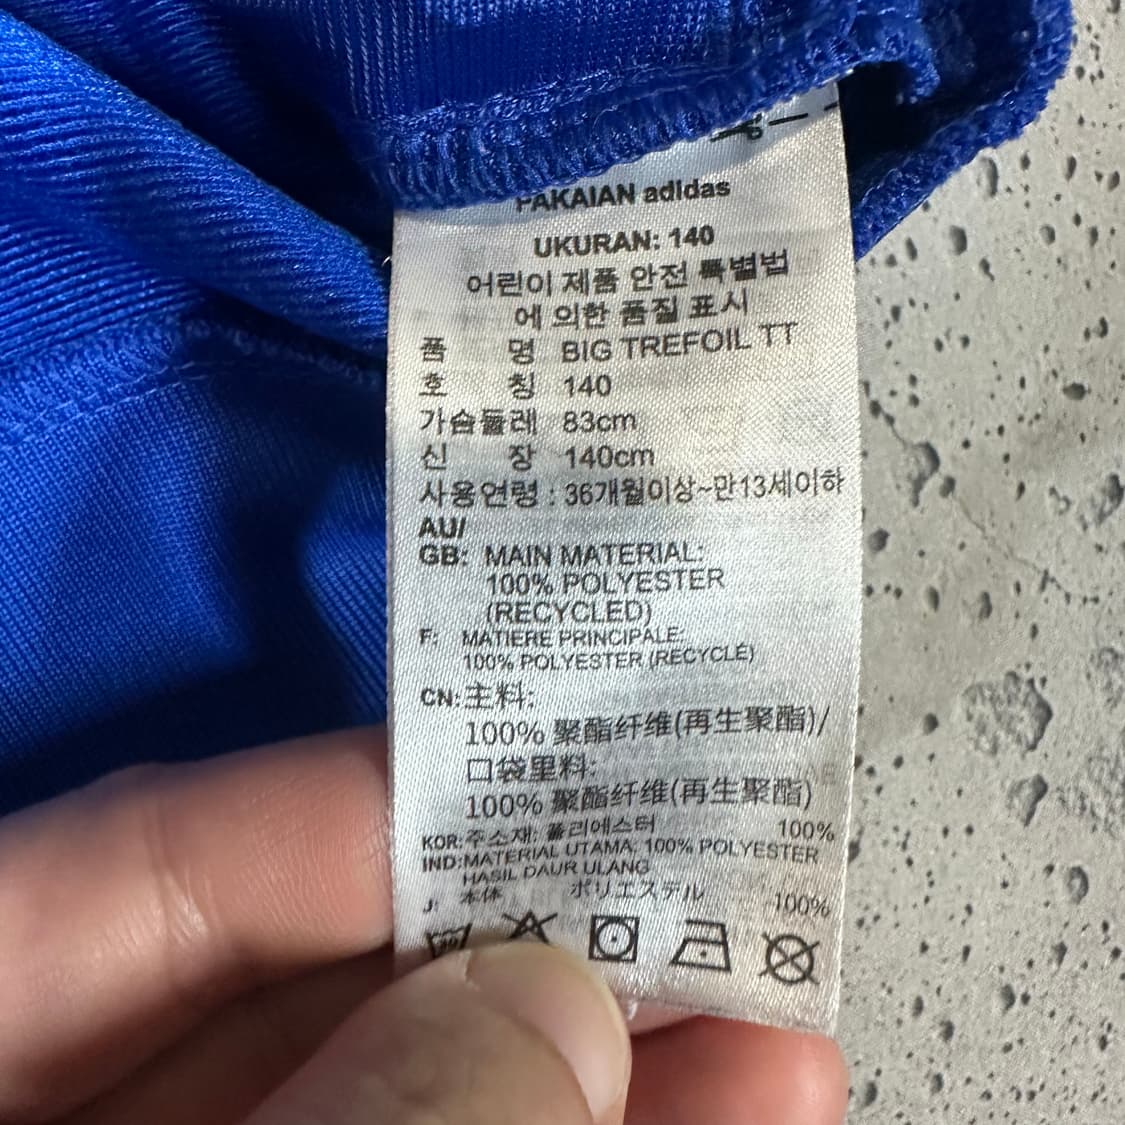 PAKAIAN adidas
UKURAN: 140
어린이 제품 안전 특별법
에 의한 품질 표시
품 명 BIG TREFOIL TT
호 칭 140
가슴둘레 83cm
신 장 140cm
사용연령 : 36개월이상~만13세이하
AU/
GB: MAIN MATERIAL:
100% POLYESTER
(RECYCLED)
F: MATIERE PRINCIPALE:
100% POLYESTER (RECYCLÉ)
CN: 主料:
100% 聚酯纤维(再生聚酯)/
口袋里料:
100% 聚酯纤维(再生聚酯)
KOR: 주소재: 폴리에스터 100%
IND: MATERIAL UTAMA: 100% POLYESTER
HASIL DAUR ULANG
J: 本体 ポリエステル 100%